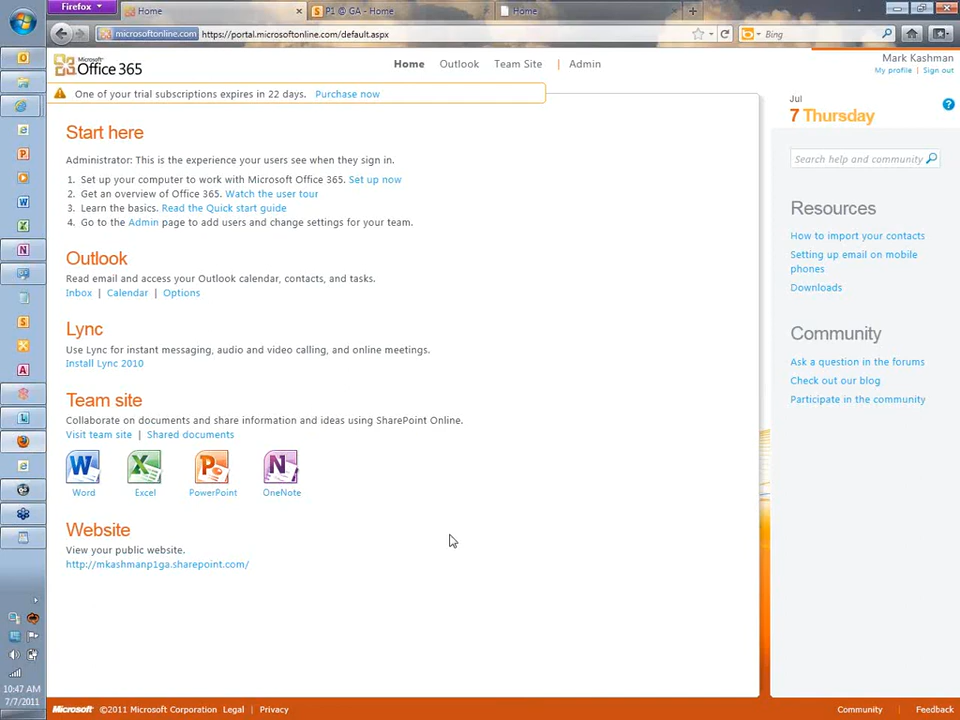 Firefox
Home
P1 @ GA - Home
Home
microsoftonline.com
https://portal.microsoftonline.com/default.aspx
Bing
Microsoft
Office 365
Home
Outlook
Team Site
Admin
Mark Kashman
My profile | Sign out
One of your trial subscriptions expires in 22 days. Purchase now
Jul
7 Thursday
Start here
Administrator: This is the experience your users see when they sign in.
1. Set up your computer to work with Microsoft Office 365. Set up now
2. Get an overview of Office 365. Watch the user tour
3. Learn the basics. Read the Quick start guide
4. Go to the Admin page to add users and change settings for your team.
Outlook
Read email and access your Outlook calendar, contacts, and tasks.
Inbox | Calendar | Options
Lync
Use Lync for instant messaging, audio and video calling, and online meetings.
Install Lync 2010
Team site
Collaborate on documents and share information and ideas using SharePoint Online.
Visit team site | Shared documents
Word
Excel
PowerPoint
OneNote
Website
View your public website.
http://mkashmanp1ga.sharepoint.com/
Search help and community
Resources
How to import your contacts
Setting up email on mobile
phones
Downloads
Community
Ask a question in the forums
Check out our blog
Participate in the community
10:47 AM
7/7/2011
Microsoft ©2011 Microsoft Corporation Legal | Privacy
Community
Feedback